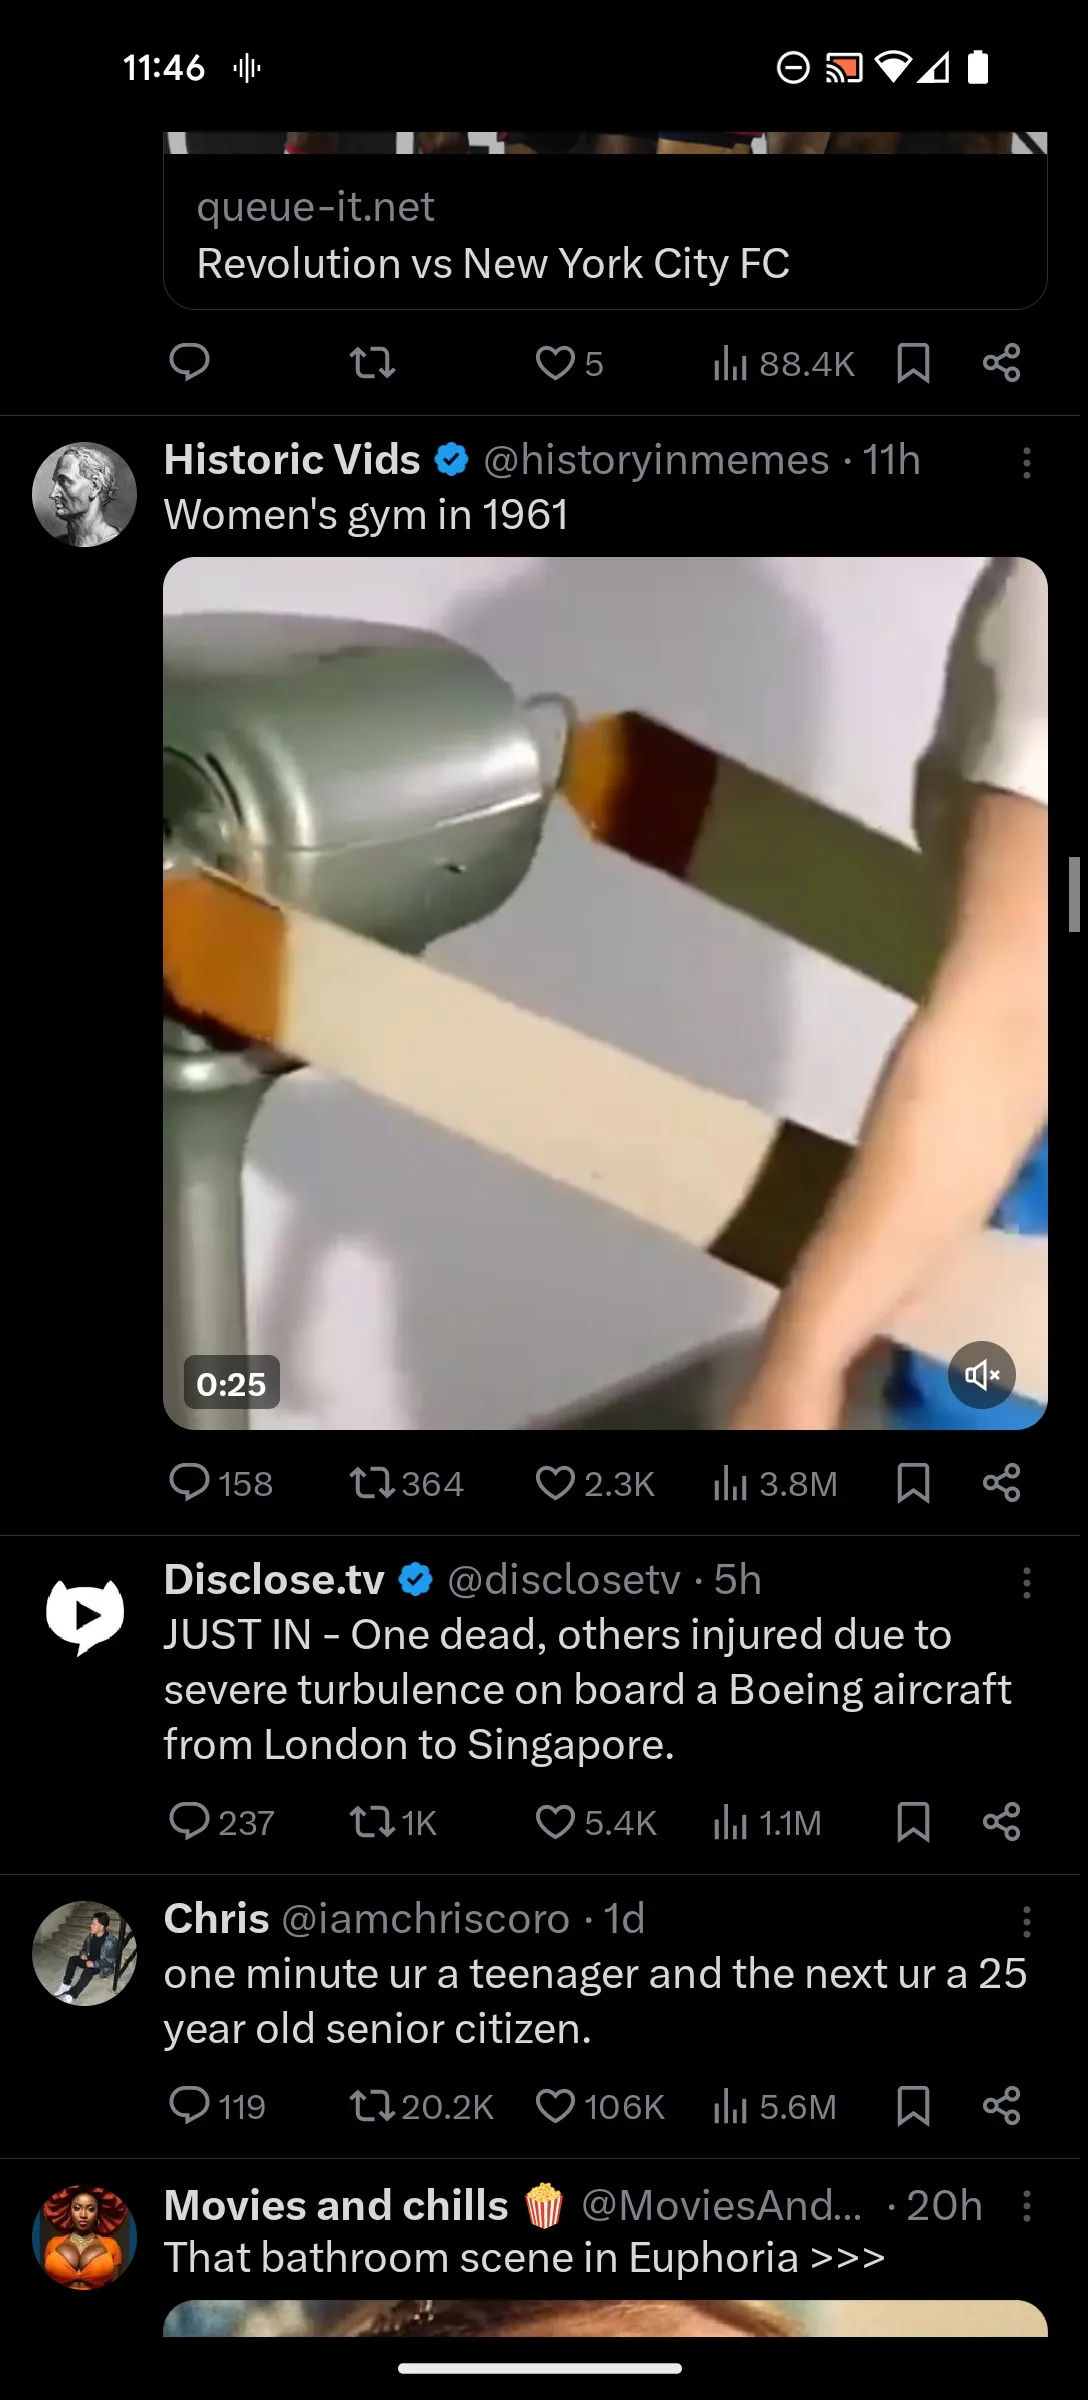 11:46
queue-it.net
Revolution vs New York City FC
5 88.4K
Historic Vids @historyinmemes · 11h
Women's gym in 1961
0:25
158 364 2.3K 3.8M
Disclose.tv @disclosetv · 5h
JUST IN - One dead, others injured due to
severe turbulence on board a Boeing aircraft
from London to Singapore.
237 1K 5.4K 1.1M
Chris @iamchriscoro · 1d
one minute ur a teenager and the next ur a 25
year old senior citizen.
119 20.2K 106K 5.6M
Movies and chills 🍿 @MoviesAnd... · 20h
That bathroom scene in Euphoria >>>